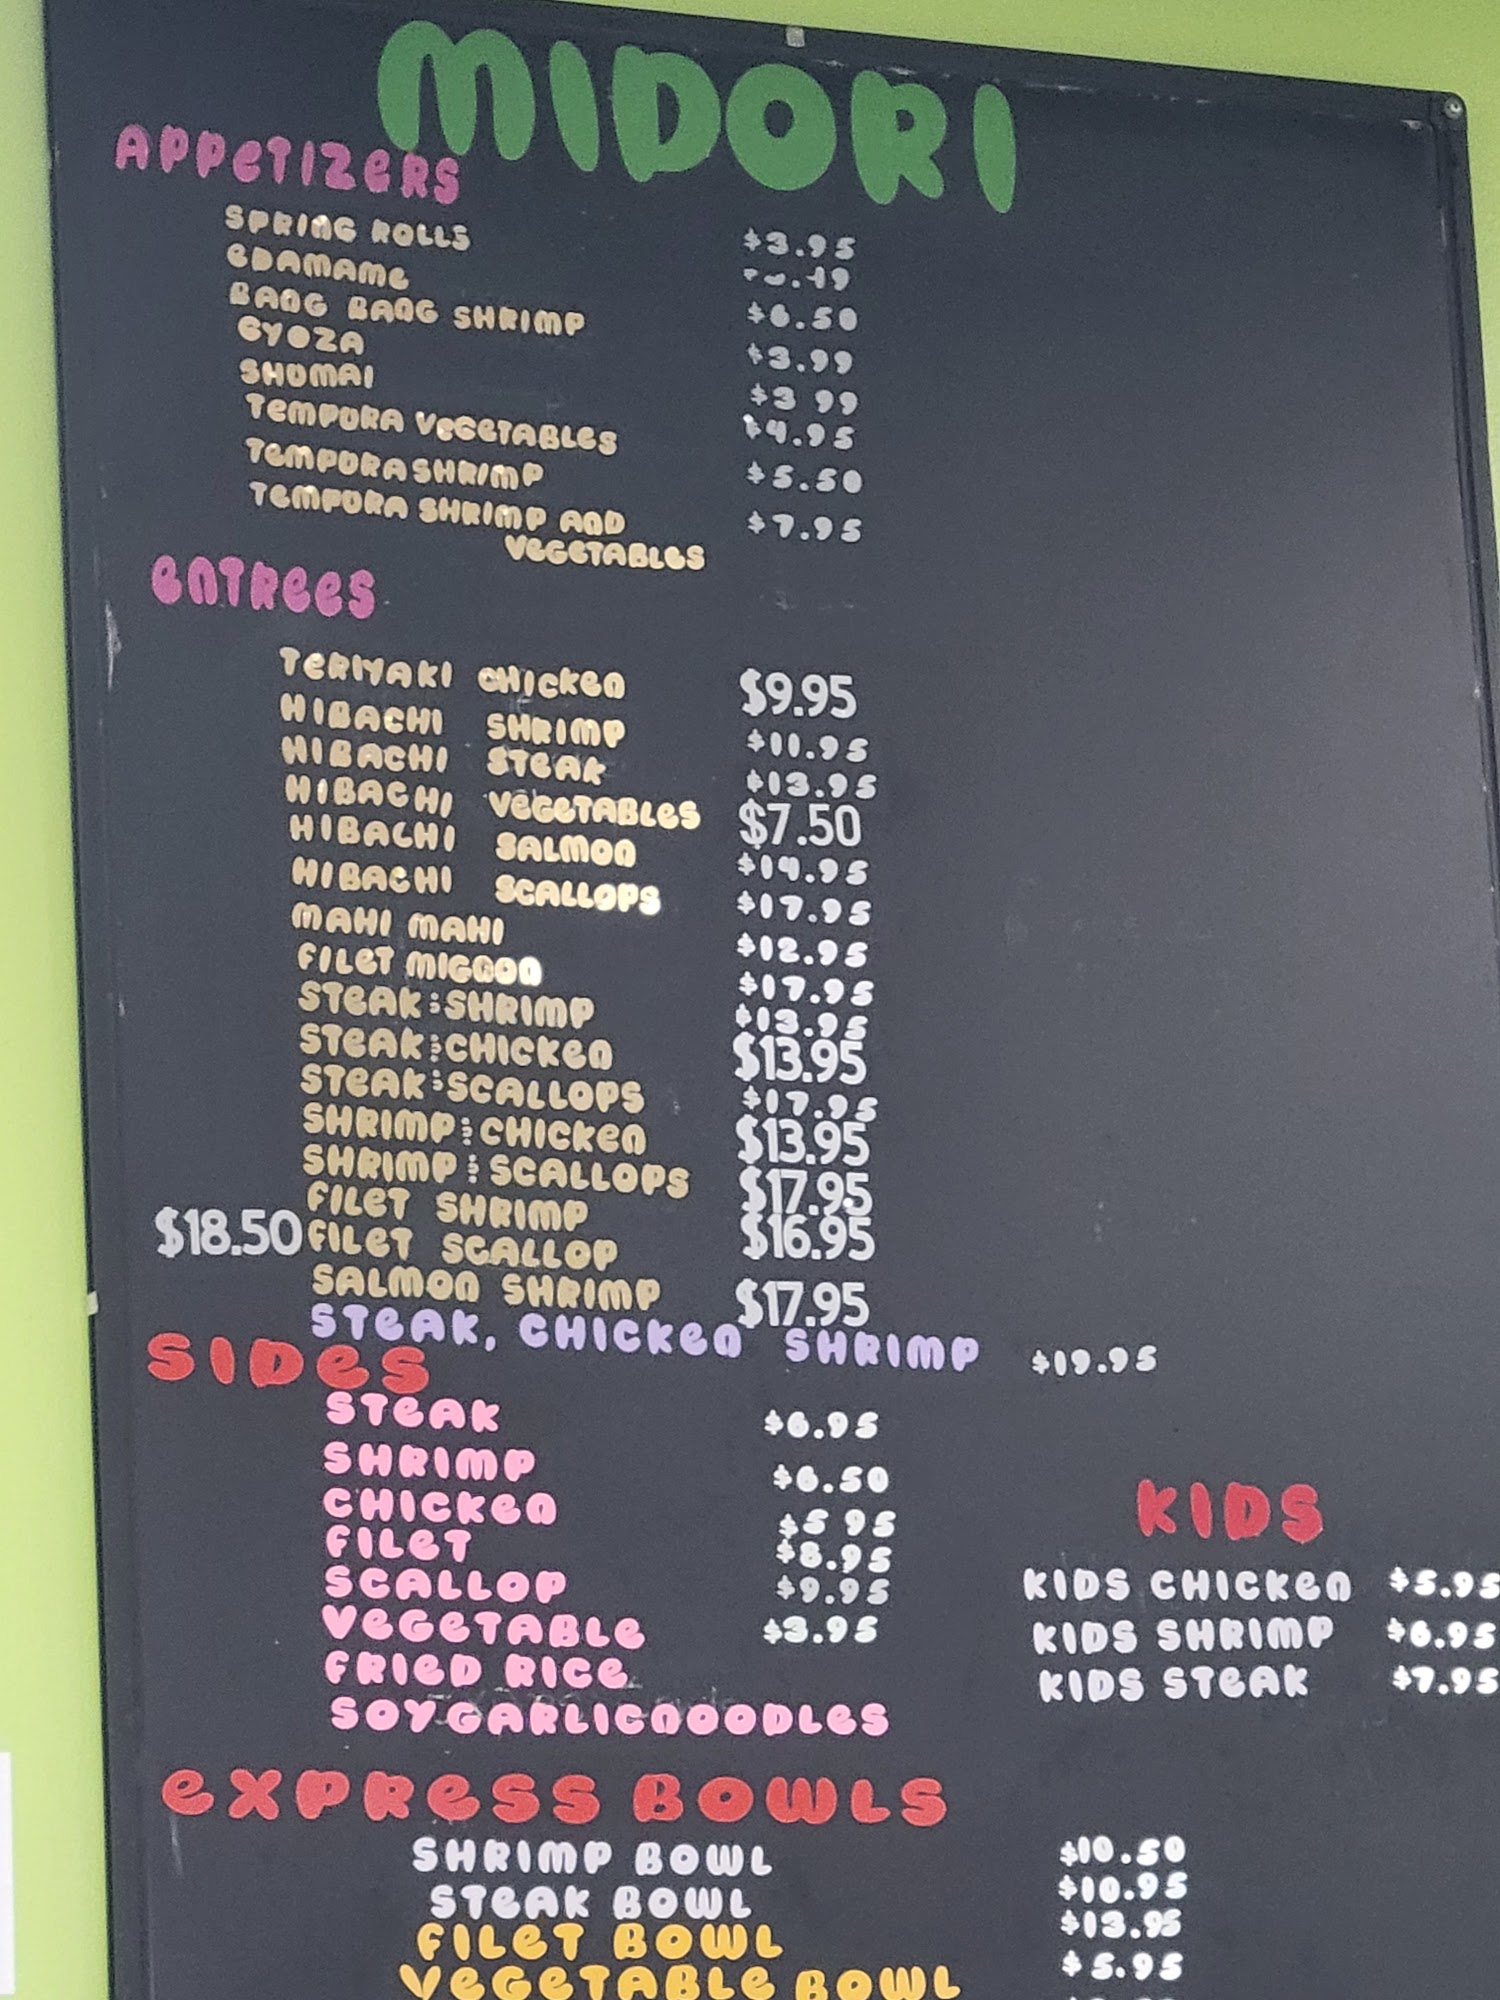 MIDORI
APPETIZERS
SPRING ROLLS $3.95
EDAMAME
BANG BANG SHRIMP $6.50
GYOZA $3.99
SHUMAI $3 99
TEMPURA VEGETABLES $4.95
TEMPURA SHRIMP $5.50
TEMPURA SHRIMP AND $7.95
VEGETABLES
ENTREES
TERIYAKI CHICKEN $9.95
HIBACHI SHRIMP $11.95
HIBACHI STEAK $13.95
HIBACHI VEGETABLES $7.50
HIBACHI SALMON $14.95
HIBACHI SCALLOPS $17.95
MAHI MAHI $12.95
FILET MIGNON $17.95
STEAK & SHRIMP $13.95
STEAK & CHICKEN $13.95
STEAK & SCALLOPS $17.95
SHRIMP & CHICKEN $13.95
SHRIMP & SCALLOPS $17.95
FILET SHRIMP $16.95
$18.50 FILET SCALLOP
SALMON SHRIMP $17.95
STEAK, CHICKEN SHRIMP $19.95
SIDES
STEAK $6.95
SHRIMP $6.50
CHICKEN $5 95
FILET $8.95
SCALLOP $9.95
VEGETABLE $3.95
FRIED RICE
SOYGARLICNOODLES
KIDS
KIDS CHICKEN $5.95
KIDS SHRIMP $6.95
KIDS STEAK $7.95
EXPRESS BOWLS
SHRIMP BOWL $10.50
STEAK BOWL $10.95
FILET BOWL $13.95
VEGETABLE BOWL $5.95